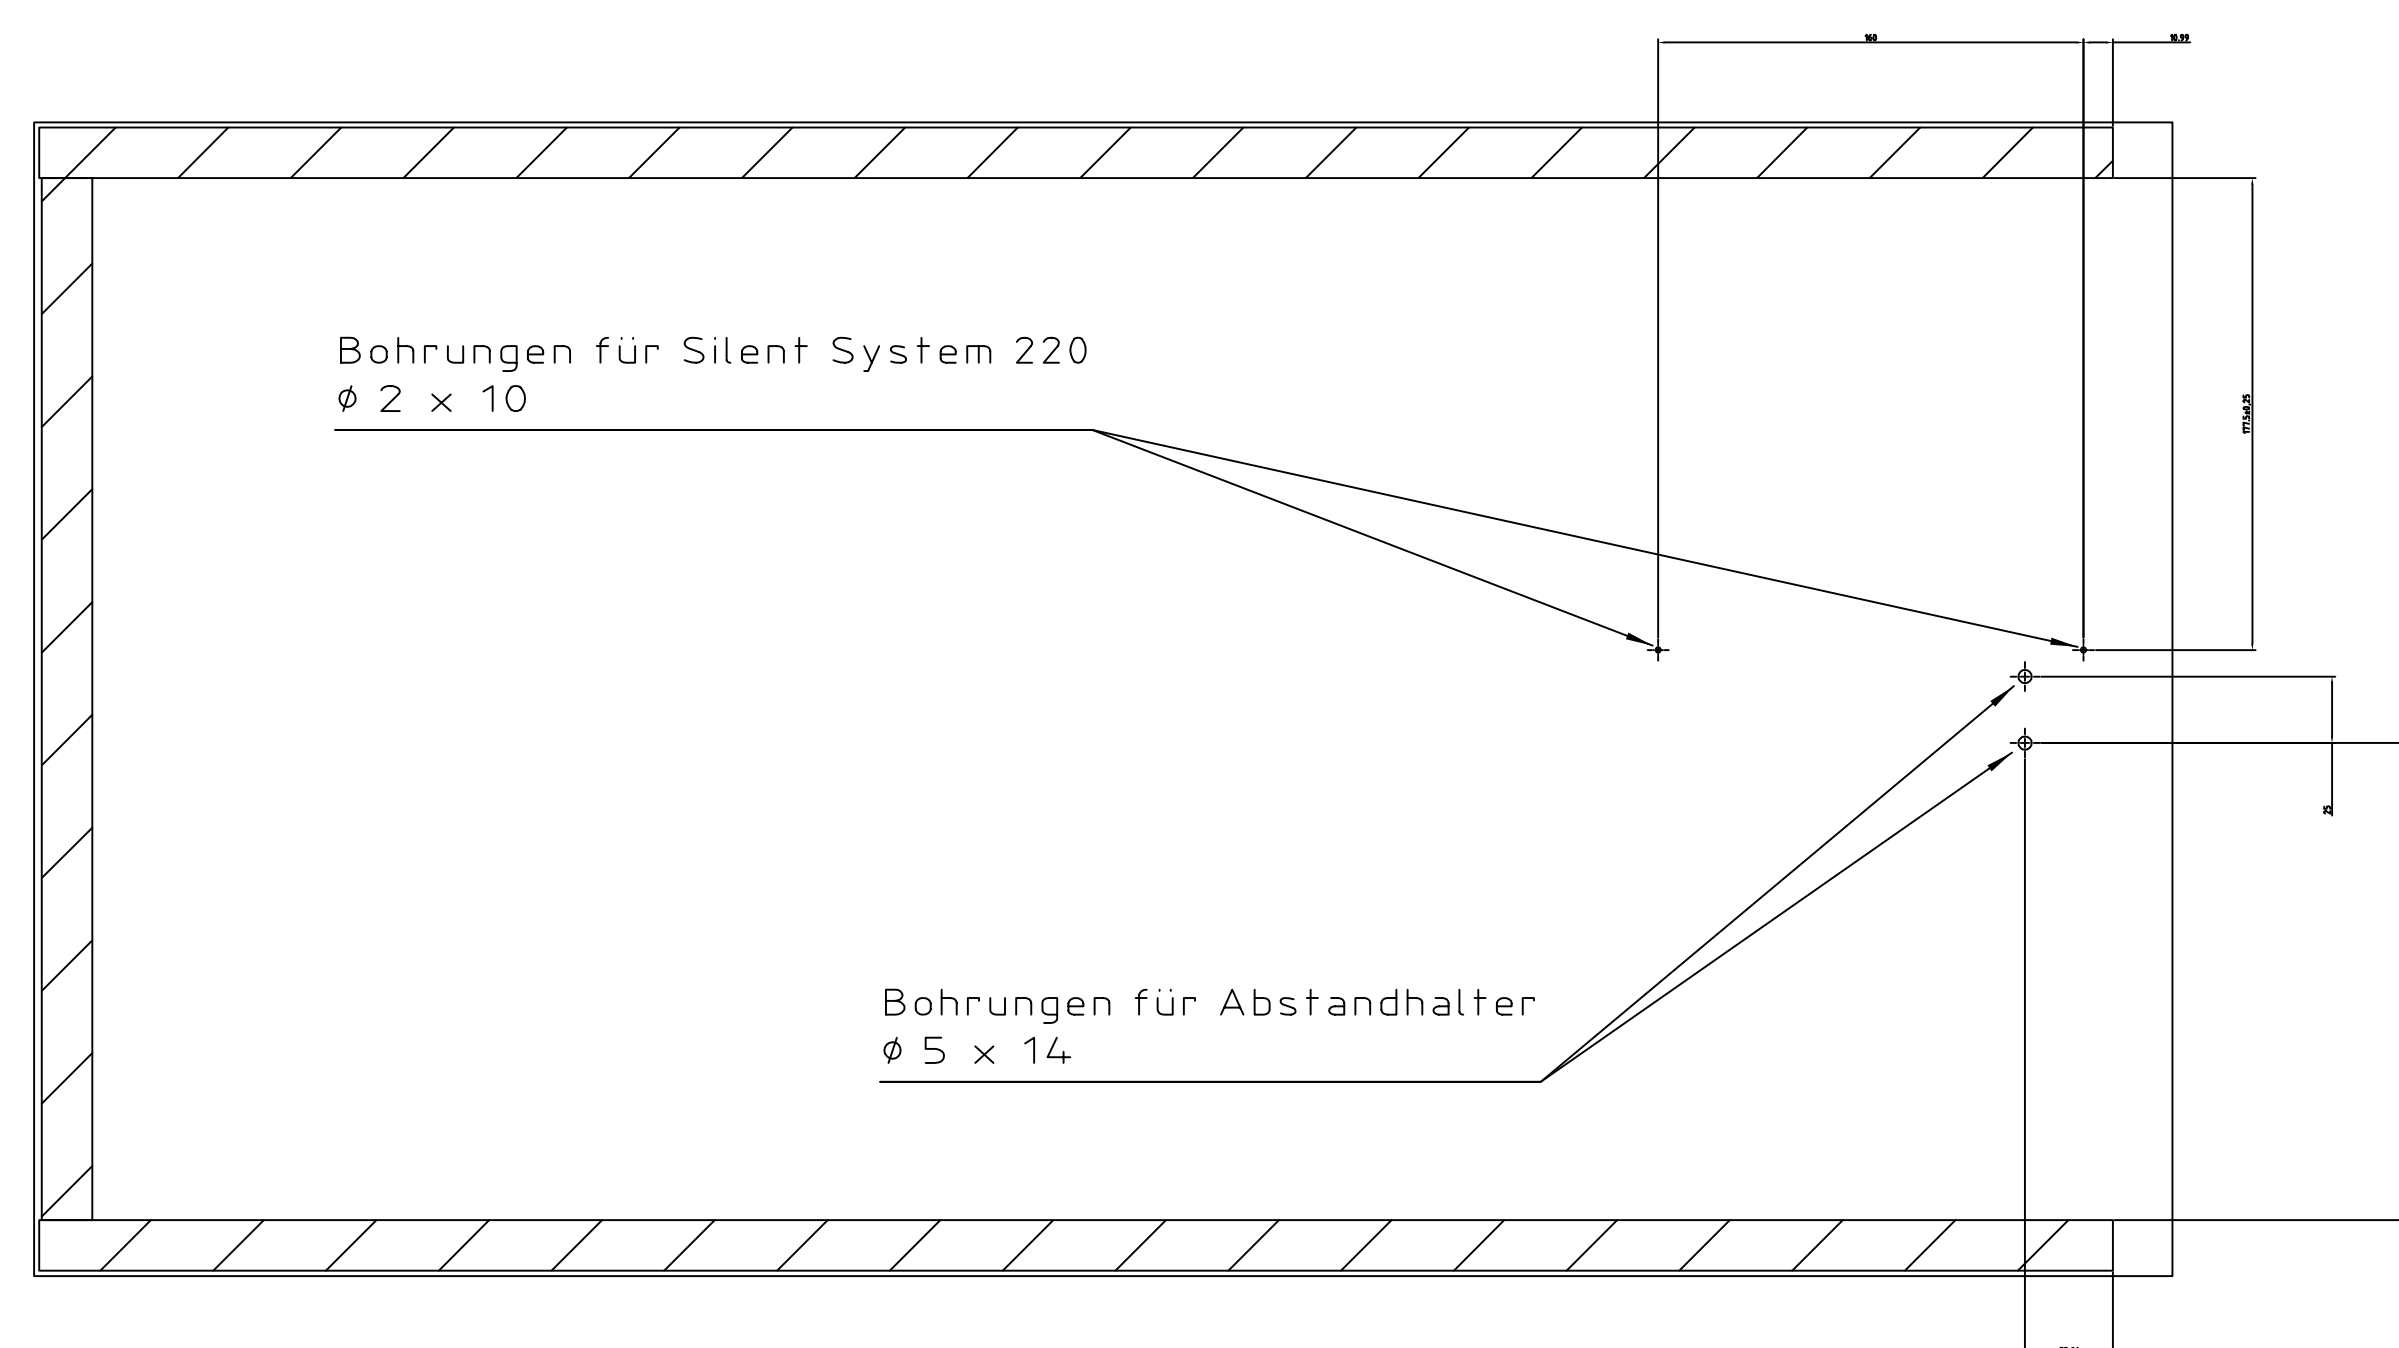 160
10.99
Bohrungen für Silent System 220
ϕ 2 x 10
177.5±0,25
25
Bohrungen für Abstandhalter
ϕ 5 x 14